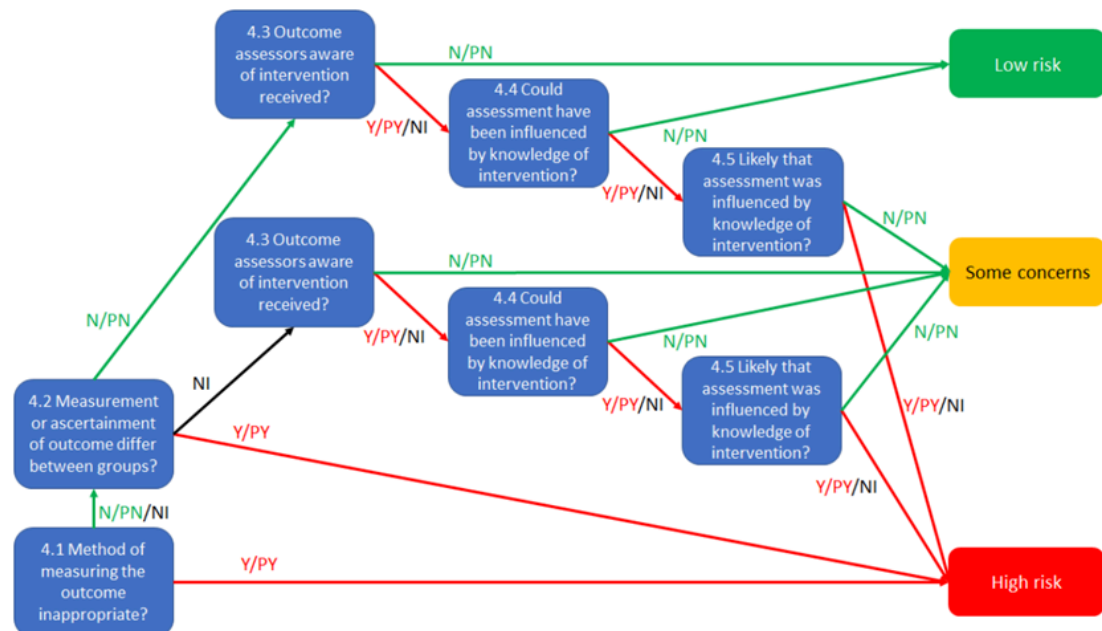 4.3 Outcome
assessors aware
of intervention
received?
N/PN
Low risk
Y/PY/NI
4.4 Could
assessment have
been influenced
by knowledge of
intervention?
N/PN
Y/PY/NI
4.5 Likely that
assessment was
influenced by
knowledge of
intervention?
N/PN
4.3 Outcome
assessors aware
of intervention
received?
N/PN
Some concerns
Y/PY/NI
4.4 Could
assessment have
been influenced
by knowledge of
intervention?
N/PN
N/PN
Y/PY/NI
4.5 Likely that
assessment was
influenced by
knowledge of
intervention?
Y/PY/NI
Y/PY/NI
N/PN
NI
4.2 Measurement
or ascertainment
of outcome differ
between groups?
Y/PY
N/PN/NI
4.1 Method of
measuring the
outcome
inappropriate?
Y/PY
High risk